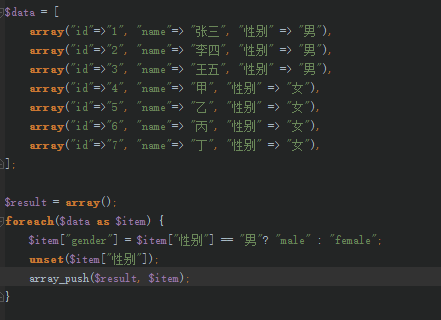 $data = [
array("id"=>"1", "name"=> "张三", "性别" => "男"),
array("id"=>"2", "name"=> "李四", "性别" => "男"),
array("id"=>"3", "name"=> "王五", "性别" => "男"),
array("id"=>"4", "name"=> "甲", "性别" => "女"),
array("id"=>"5", "name"=> "乙", "性别" => "女"),
array("id"=>"6", "name"=> "丙", "性别" => "女"),
array("id"=>"7", "name"=> "丁", "性别" => "女"),
];
$result = array();
foreach($data as $item) {
$item["gender"] = $item["性别"] == "男"? "male" : "female";
unset($item["性别"]);
array_push($result, $item);
}